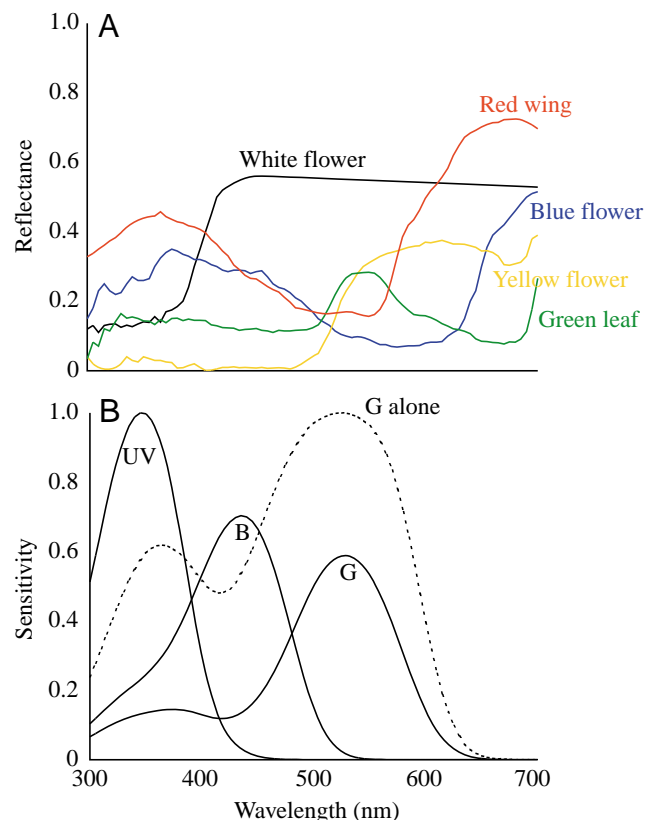 A
1.0
0.8
0.6
0.4
0.2
0
Reflectance
Red wing
White flower
Blue flower
Yellow flower
Green leaf
B
1.0
0.8
0.6
0.4
0.2
0
Sensitivity
G alone
UV
B
G
300 400 500 600 700
Wavelength (nm)